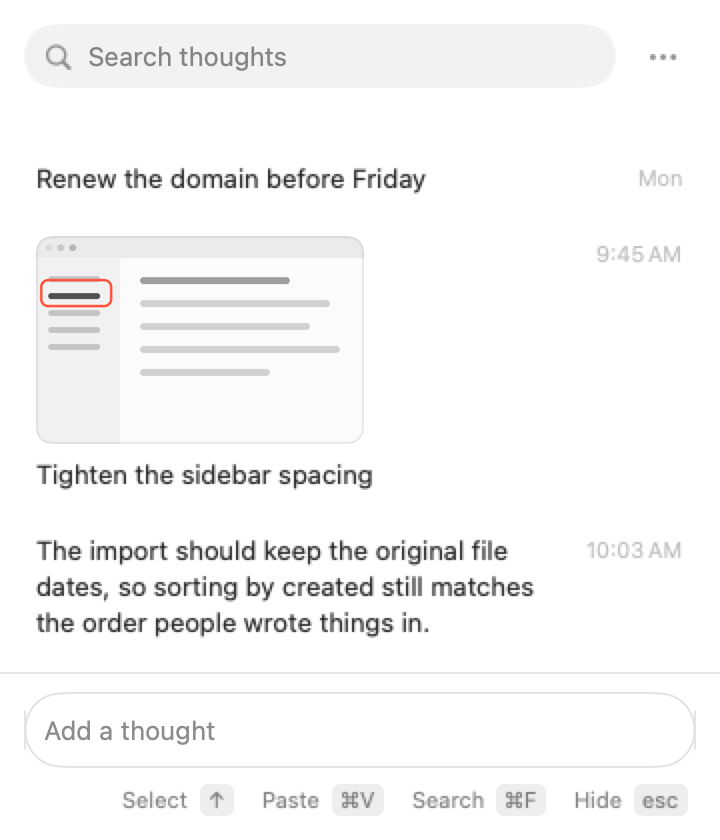 Search thoughts
Renew the domain before Friday
Mon
9:45 AM
Tighten the sidebar spacing
The import should keep the original file
10:03 AM
dates, so sorting by created still matches
the order people wrote things in.
Add a thought
Select ↑ Paste ⌘V Search ⌘F Hide esc